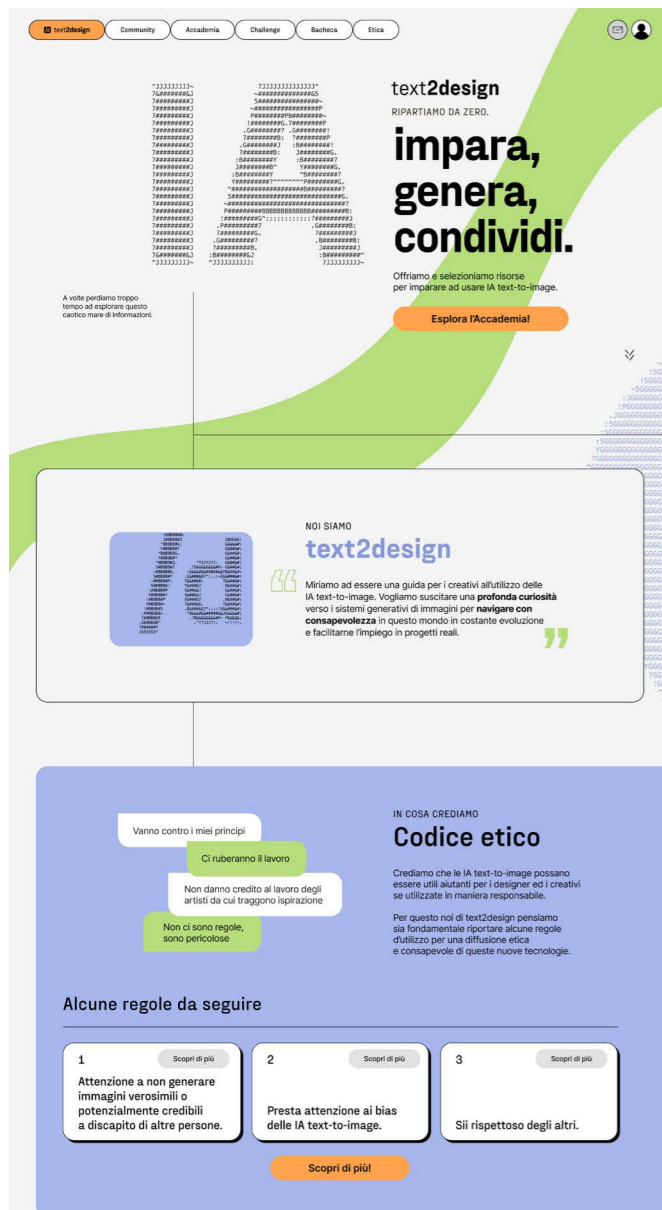 text2design
Community
Accademia
Challenge
Bacheca
Etica
text2design
RIPARTIAMO DA ZERO.
impara,
genera,
condividi.
Offriamo e selezioniamo risorse
per imparare ad usare IA text-to-image.
Esplora l'Accademia!
A volte perdiamo troppo
tempo ad esplorare questo
caotico mare di informazioni.
NOI SIAMO
text2design
Miriamo ad essere una guida per i creativi all'utilizzo delle
IA text-to-image. Vogliamo suscitare una profonda curiosità
verso i sistemi generativi di immagini per navigare con
consapevolezza in questo mondo in costante evoluzione
e facilitarne l'impiego in progetti reali.
Vanno contro i miei principi
Ci ruberanno il lavoro
Non danno credito al lavoro degli
artisti da cui traggono ispirazione
Non ci sono regole,
sono pericolose
IN COSA CREDIAMO
Codice etico
Crediamo che le IA text-to-image possano
essere utili aiutanti per i designer ed i creativi
se utilizzate in maniera responsabile.
Per questo noi di text2design pensiamo
sia fondamentale riportare alcune regole
d'utilizzo per una diffusione etica
e consapevole di queste nuove tecnologie.
Alcune regole da seguire
1
Scopri di più
Attenzione a non generare
immagini verosimili o
potenzialmente credibili
a discapito di altre persone.
2
Scopri di più
Presta attenzione ai bias
delle IA text-to-image.
3
Scopri di più
Sii rispettoso degli altri.
Scopri di più!